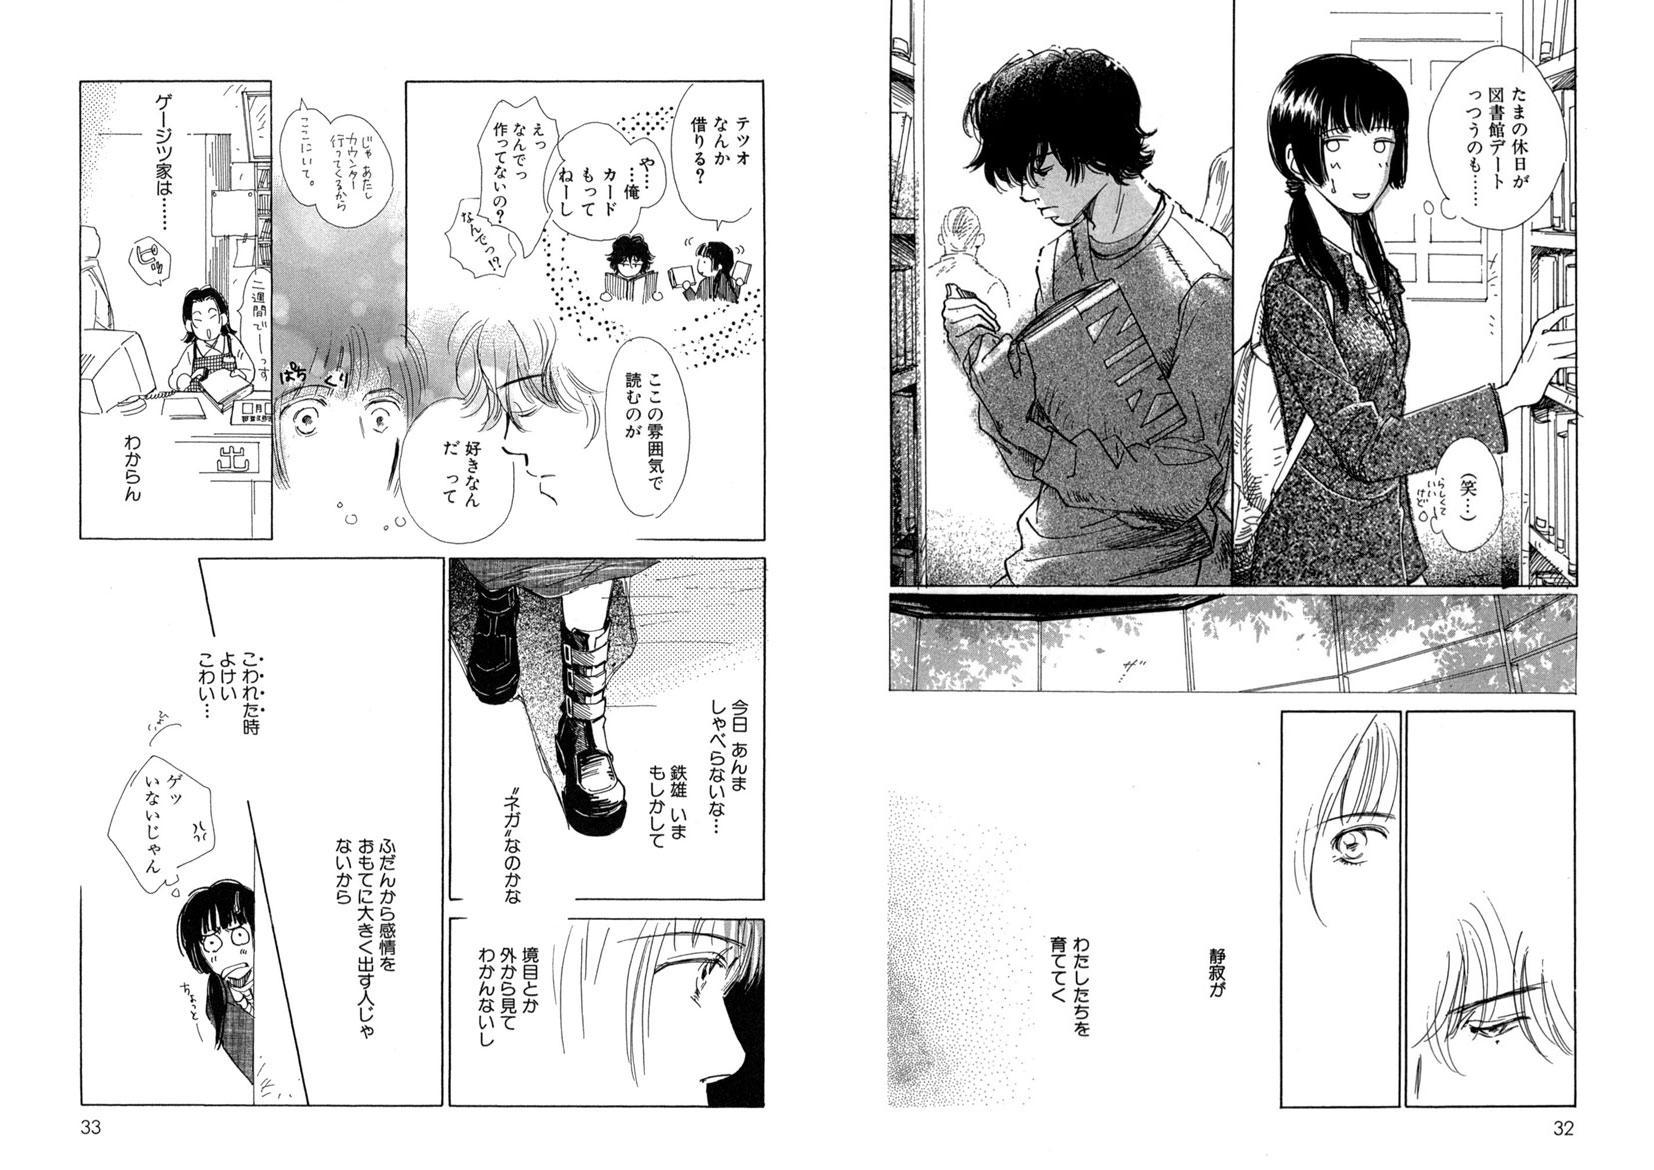 たまの休日が
図書館デート
っつうのも……
(笑…)
らしくて
いいー
けど
ザ
静寂が
わたしたちを
育ててく
32
テツオ
なんか
借りる?
や…
…俺
カード
もって
ねーし
えっ
なんでっ
作ってないの?
なんでっ!?
ここの雰囲気で
読むのが
好きなん
だって
ぱち
くり
じゃ あたし
カウンター
行ってくるから
ここにいて。
ゲージツ家は……
ピッ
二週間でーっす
月
出
わからん
今日 あんま
しゃべらないな…
鉄雄 いま
もしかして
〝ネガ〟なのかな
境目とか
外から見て
わかんないし
ふだんから感情を
おもてに大きく出す人じゃ
ないから
こわれた時
よけい
こわい…
ひょい
ゲッ
いないじゃん
ちょっとー
33